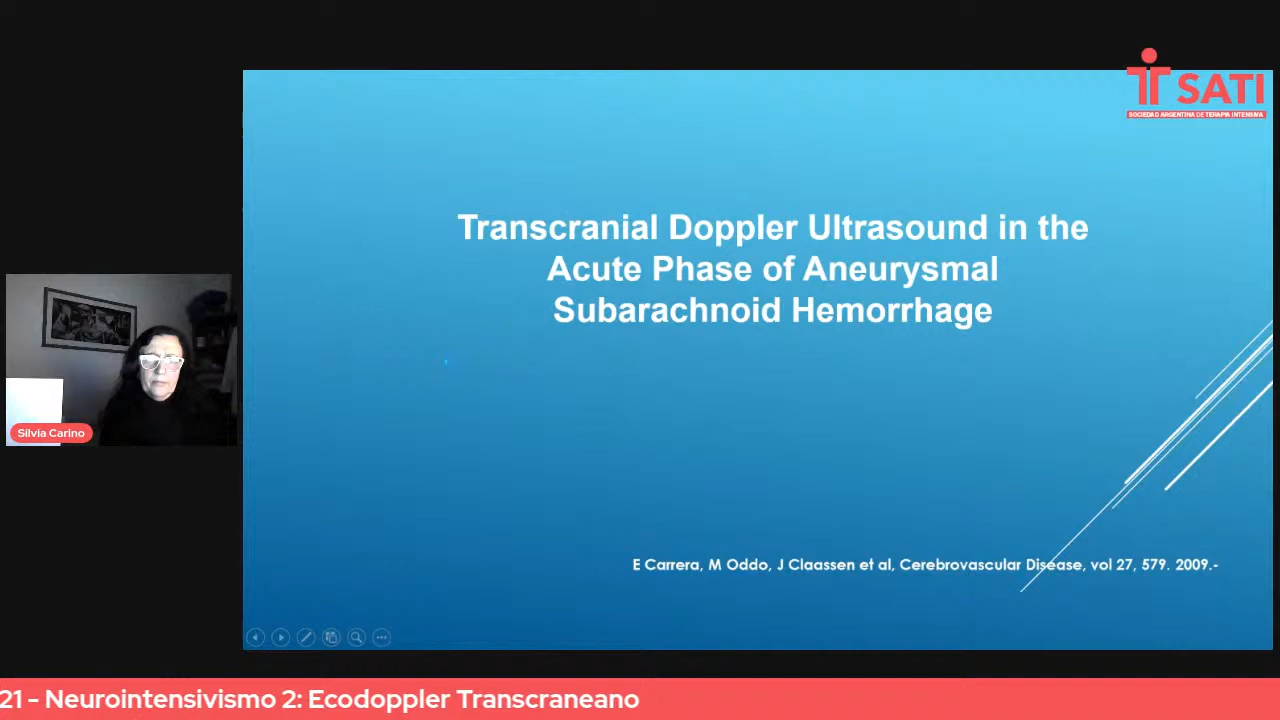 SATI
SOCIEDAD ARGENTINA DE TERAPIA INTENSIVA
Transcranial Doppler Ultrasound in the
Acute Phase of Aneurysmal
Subarachnoid Hemorrhage
Silvia Carino
E Carrera, M Oddo, J Claassen et al, Cerebrovascular Disease, vol 27, 579. 2009.-
21 - Neurointensivismo 2: Ecodoppler Transcraneano